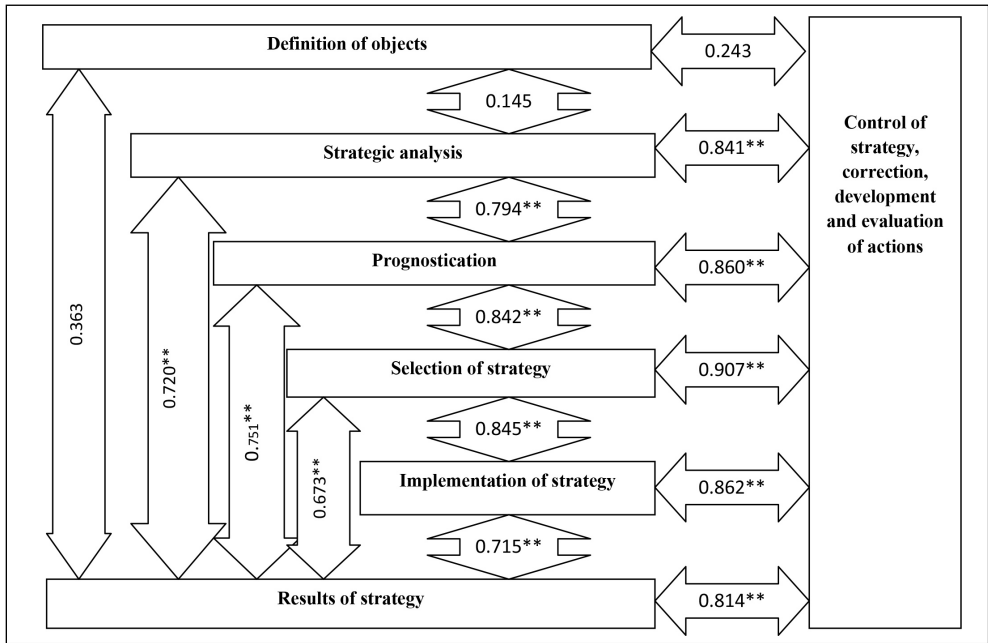 Definition of objects
0.243
0.145
Control of
strategy,
correction,
development
and evaluation
of actions
Strategic analysis
0.841**
0.794**
Prognostication
0.860**
0.363
0.720**
0.751**
0.842**
Selection of strategy
0.907**
0.673**
0.845**
Implementation of strategy
0.862**
0.715**
Results of strategy
0.814**